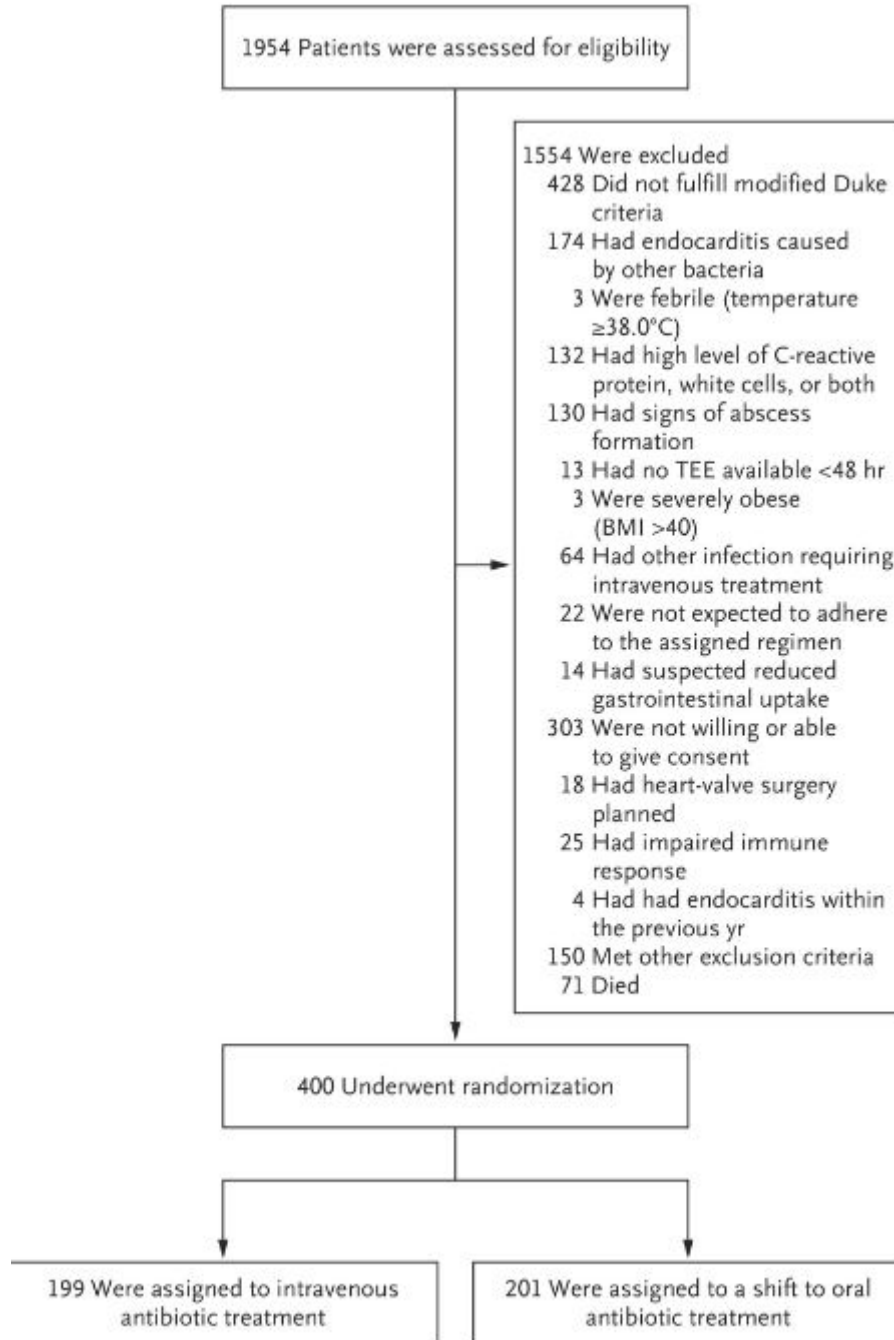 1954 Patients were assessed for eligibility
1554 Were excluded
428 Did not fulfill modified Duke
criteria
174 Had endocarditis caused
by other bacteria
3 Were febrile (temperature
≥38.0°C)
132 Had high level of C-reactive
protein, white cells, or both
130 Had signs of abscess
formation
13 Had no TEE available <48 hr
3 Were severely obese
(BMI >40)
64 Had other infection requiring
intravenous treatment
22 Were not expected to adhere
to the assigned regimen
14 Had suspected reduced
gastrointestinal uptake
303 Were not willing or able
to give consent
18 Had heart-valve surgery
planned
25 Had impaired immune
response
4 Had had endocarditis within
the previous yr
150 Met other exclusion criteria
71 Died
400 Underwent randomization
199 Were assigned to intravenous
antibiotic treatment
201 Were assigned to a shift to oral
antibiotic treatment